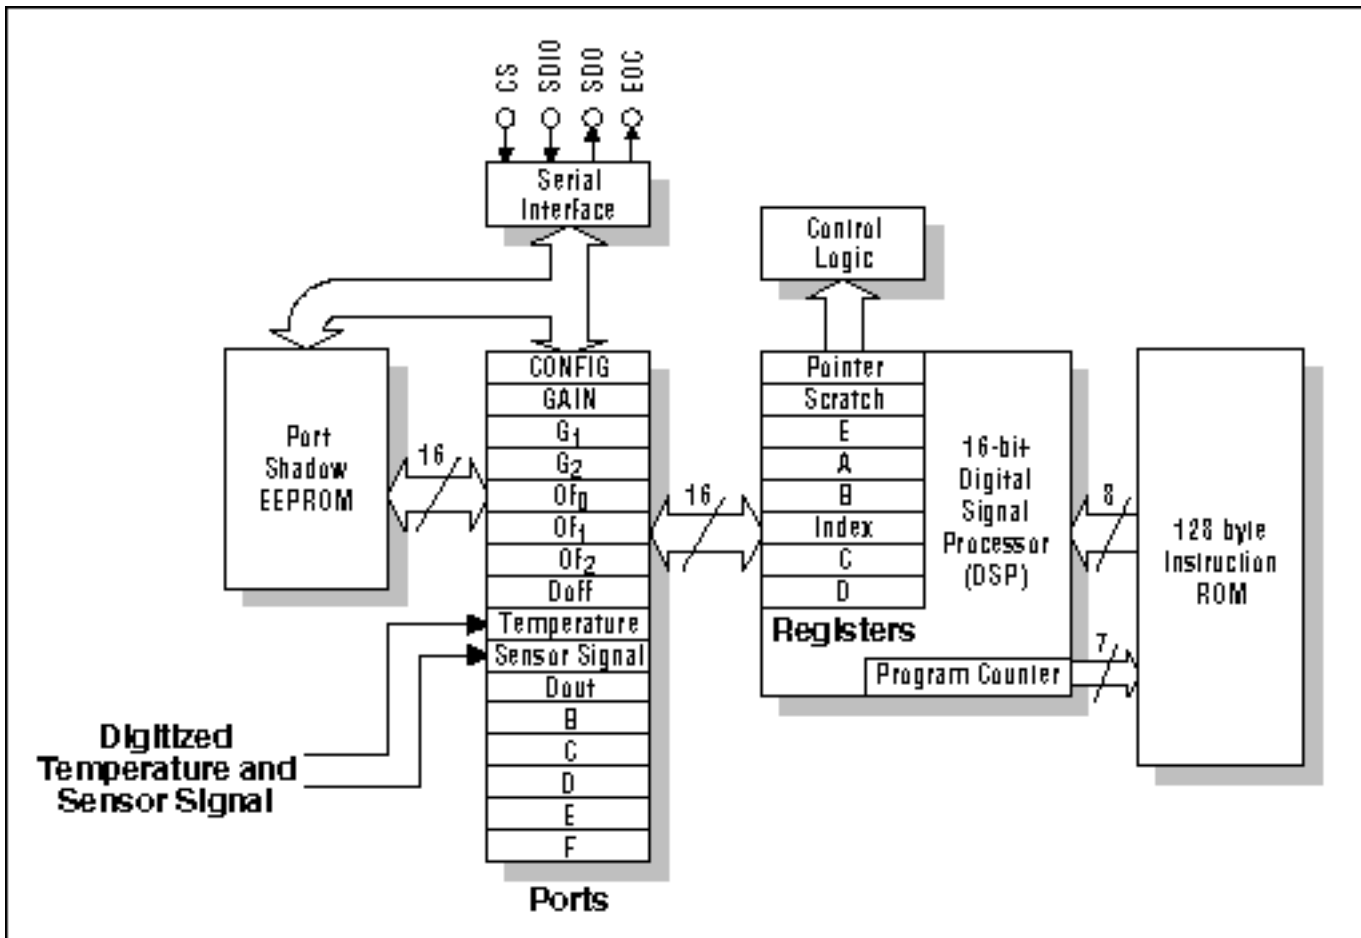 CS
SDIO
SDO
EOC
Serial
Interface
Control
Logic
Port
Shadow
EEPROM
16
CONFIG
GAIN
G1
G2
OF0
OF1
OF2
Doff
Temperature
Sensor Signal
Dout
B
C
D
E
F
Ports
Digitized
Temperature and
Sensor Signal
16
Pointer
Scratch
E
A
B
Index
C
D
Registers
16-bit
Digital
Signal
Processor
(DSP)
Program Counter
8
7
128 byte
Instruction
ROM